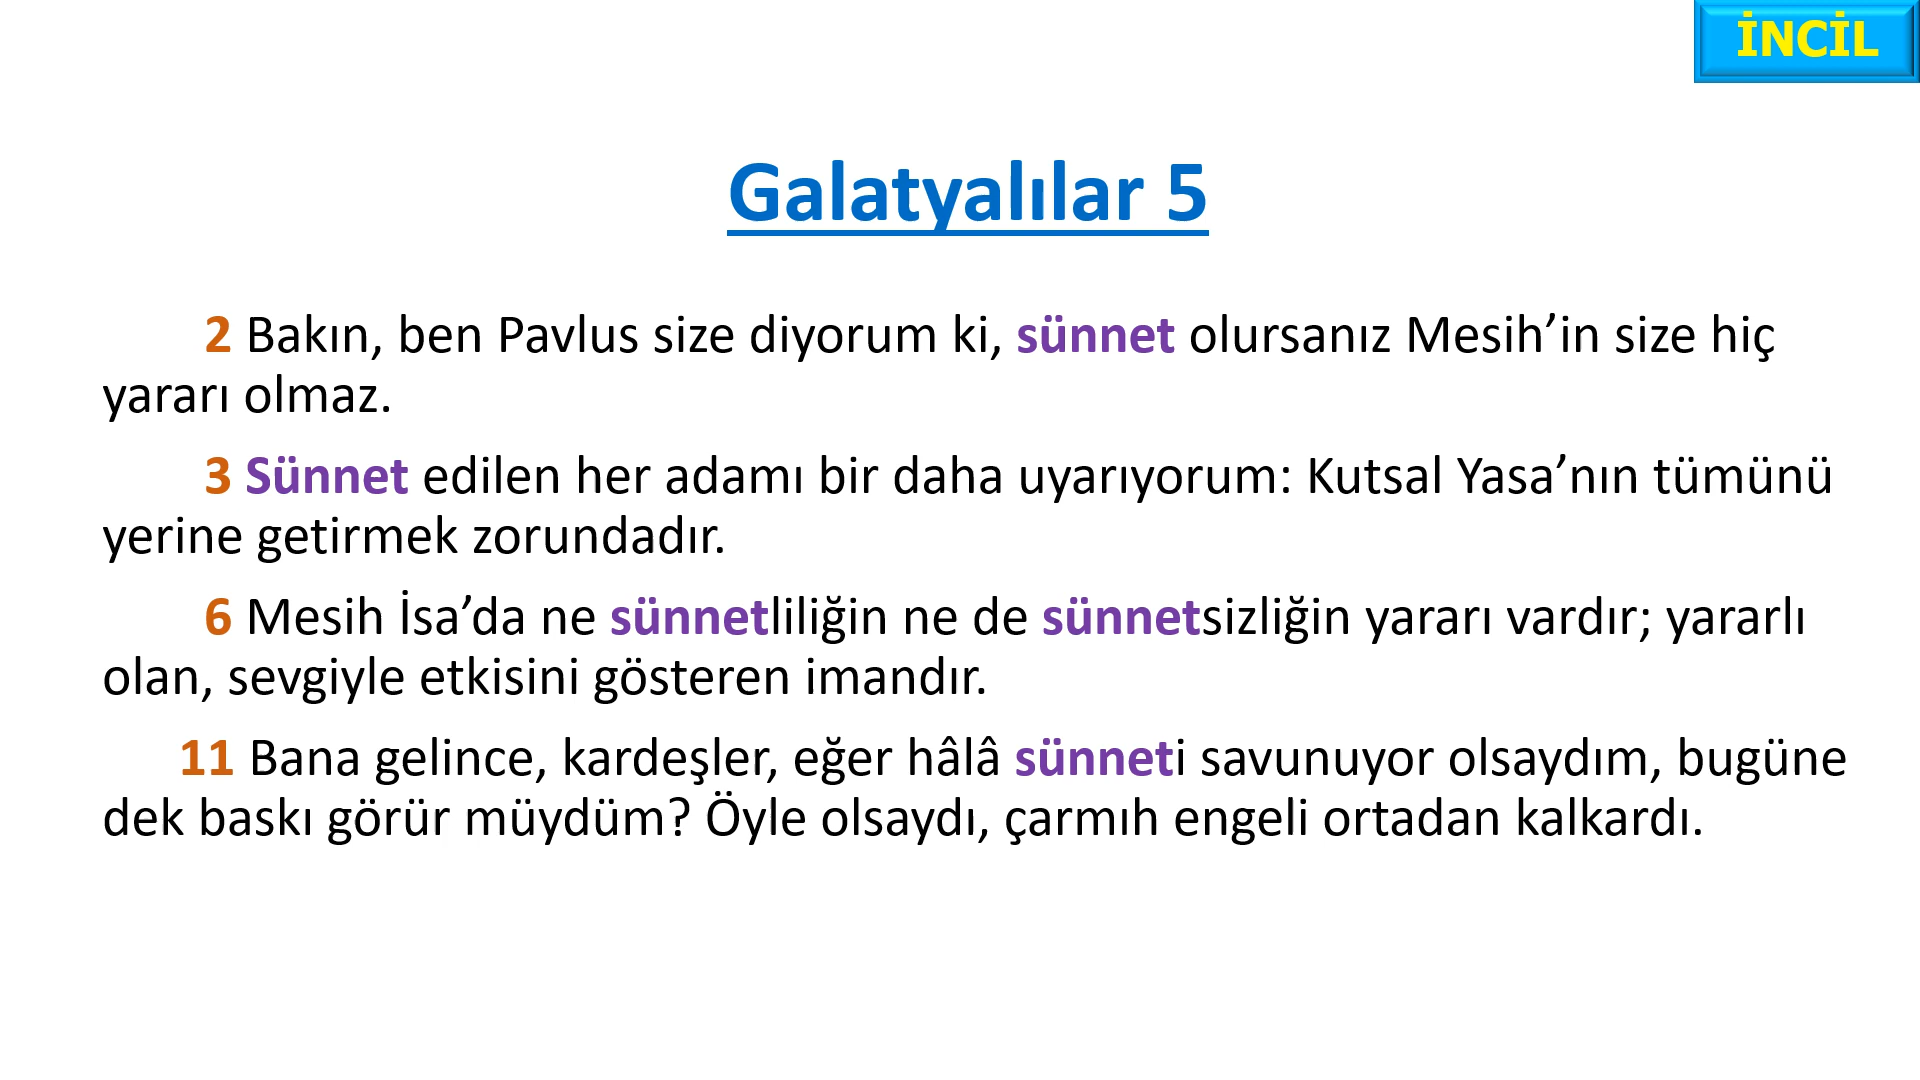 İNCİL
Galatyalılar 5
2 Bakın, ben Pavlus size diyorum ki, sünnet olursanız Mesih’in size hiç
yararı olmaz.
3 Sünnet edilen her adamı bir daha uyarıyorum: Kutsal Yasa’nın tümünü
yerine getirmek zorundadır.
6 Mesih İsa’da ne sünnetliliğin ne de sünnetsizliğin yararı vardır; yararlı
olan, sevgiyle etkisini gösteren imandır.
11 Bana gelince, kardeşler, eğer hâlâ sünneti savunuyor olsaydım, bugüne
dek baskı görür müydüm? Öyle olsaydı, çarmıh engeli ortadan kalkardı.